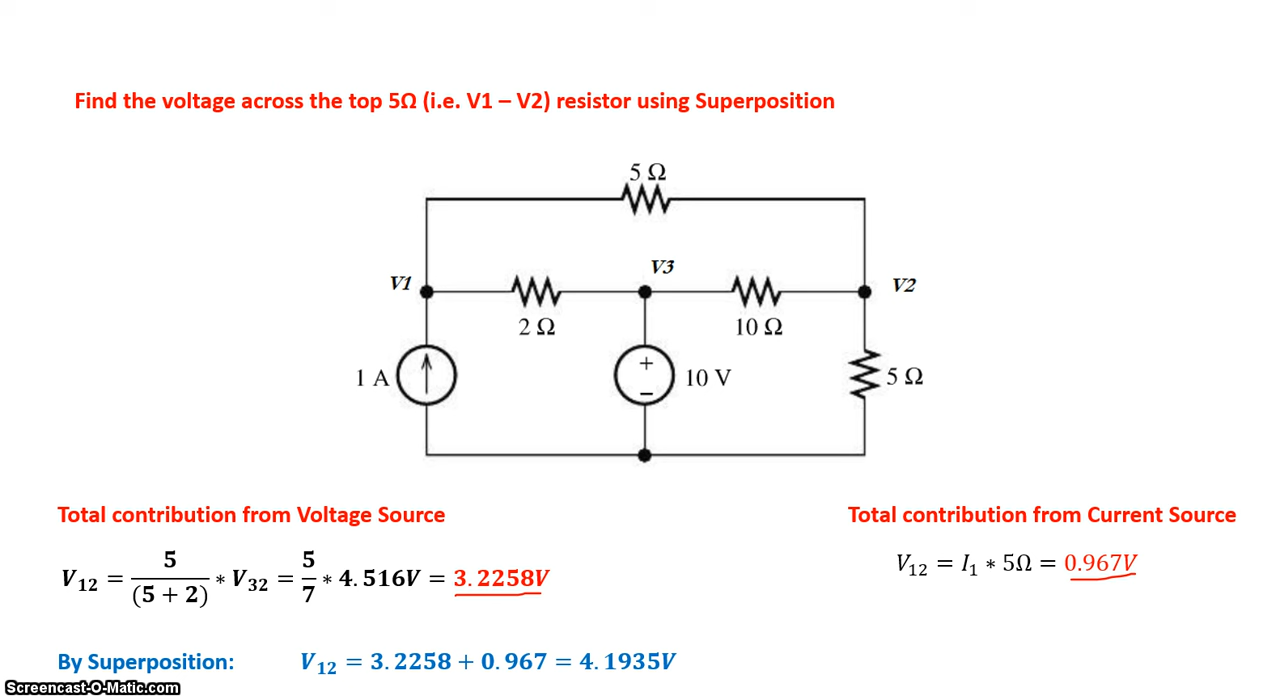 Find the voltage across the top 5Ω (i.e. V1 – V2) resistor using Superposition
5 Ω
V3
V1
V2
2 Ω
10 Ω
1 A
+
−
10 V
5 Ω
Total contribution from Voltage Source
Total contribution from Current Source
V₁₂ = 5/(5 + 2) * V₃₂ = 5/7 * 4.516V = 3.2258V
V₁₂ = I₁ * 5Ω = 0.967V
By Superposition: V₁₂ = 3.2258 + 0.967 = 4.1935V
Screencast-O-Matic.com